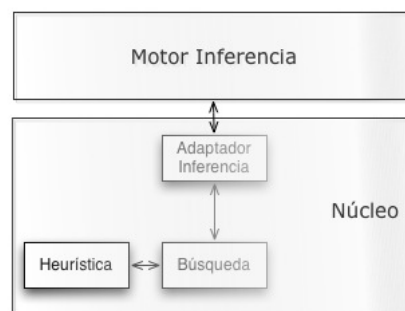 Motor Inferencia
Adaptador
Inferencia
Núcleo
Heurística
Búsqueda